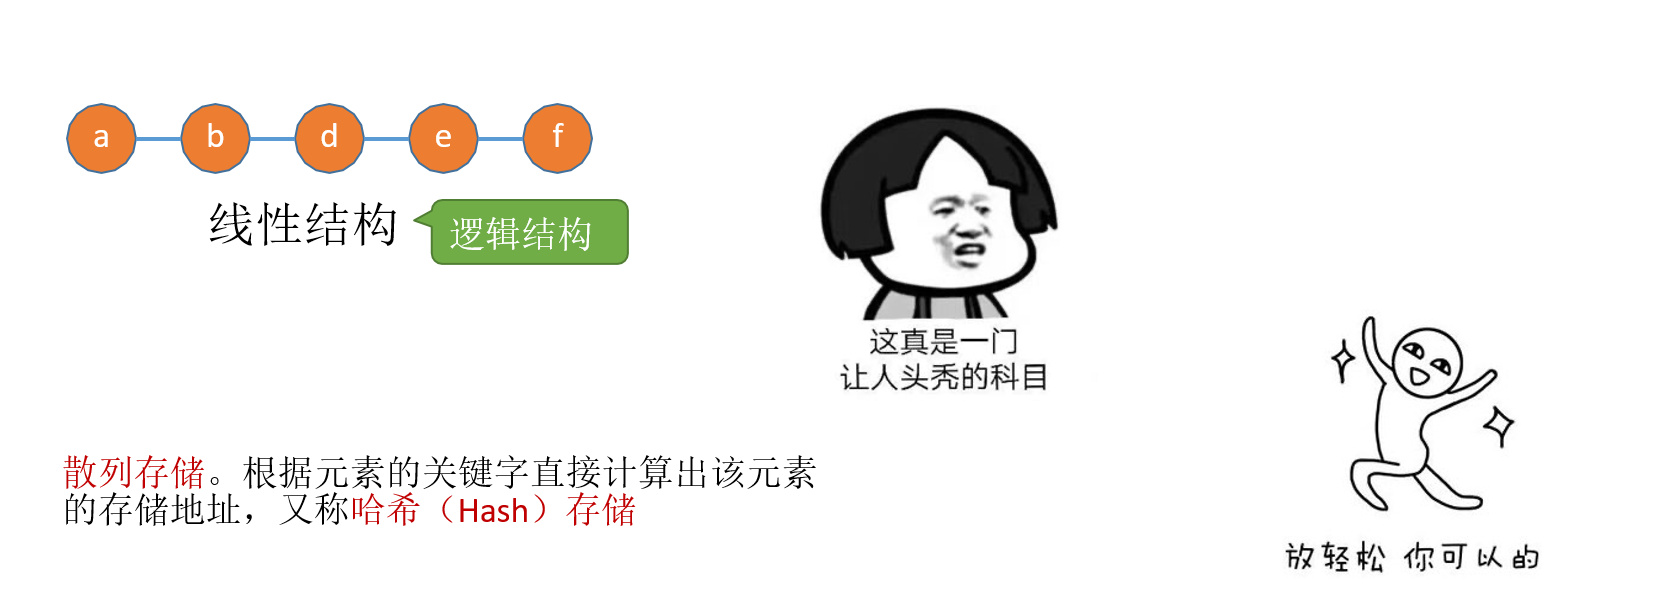 a b d e f
线性结构
逻辑结构
这真是一门
让人头秃的科目
散列存储。根据元素的关键字直接计算出该元素
的存储地址，又称哈希（Hash）存储
放轻松 你可以的